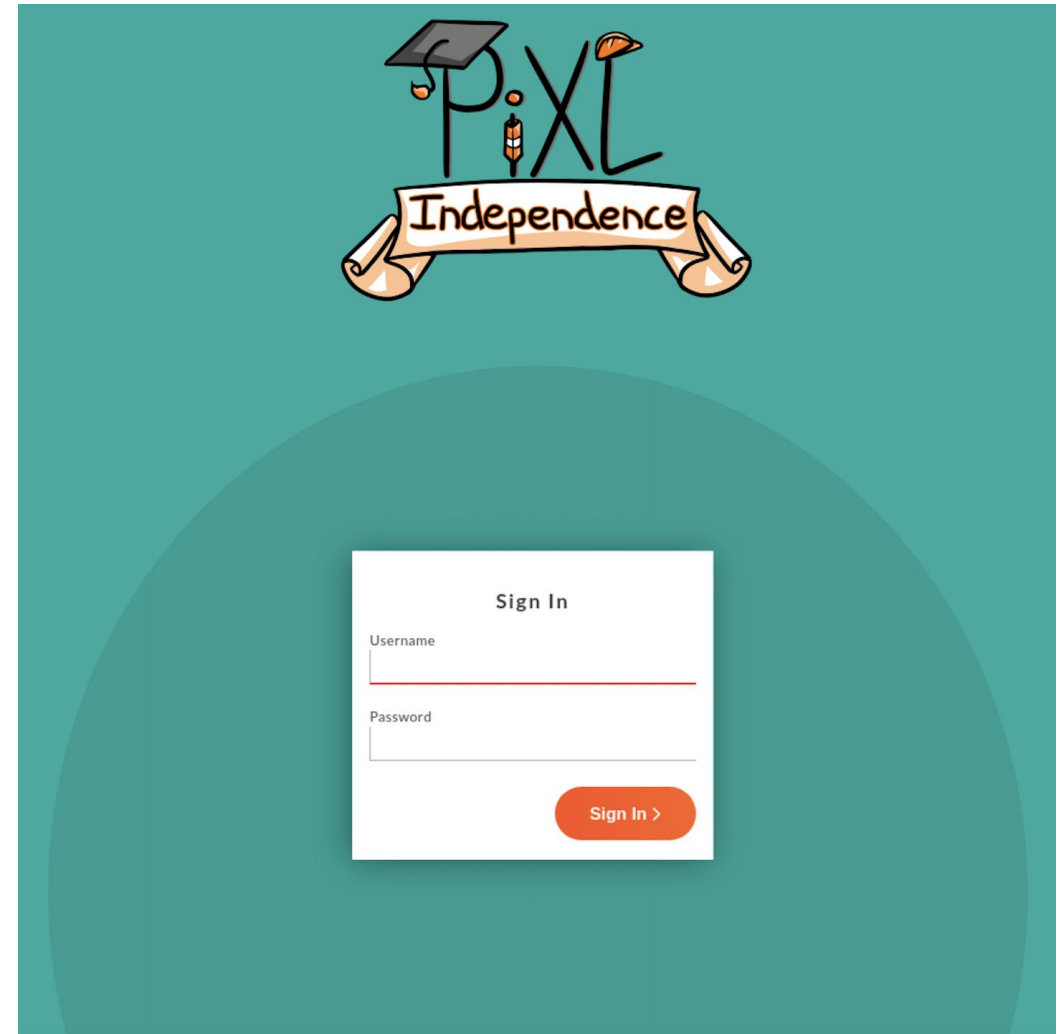 PiXL
Independence
Sign In
Username
Password
Sign In >